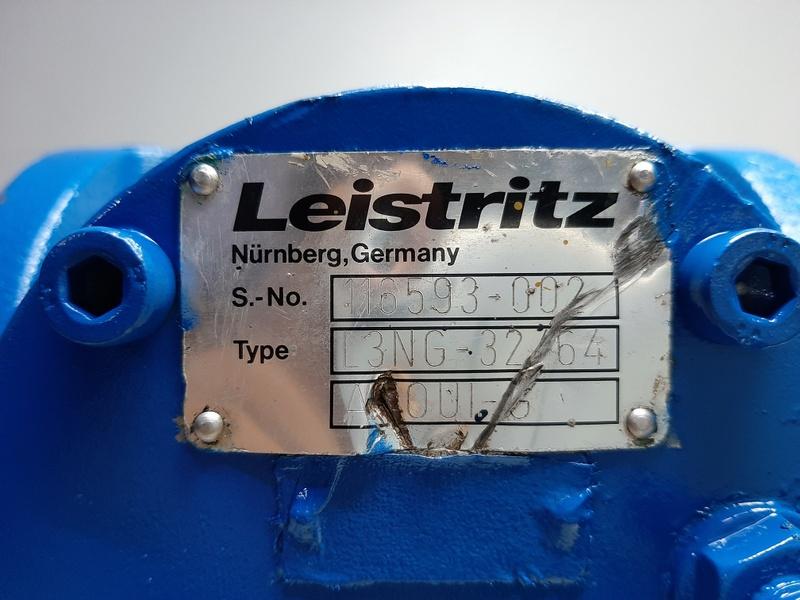 Leistritz
Nürnberg, Germany
S.-No. 116593-002
Type L3NG-32/64